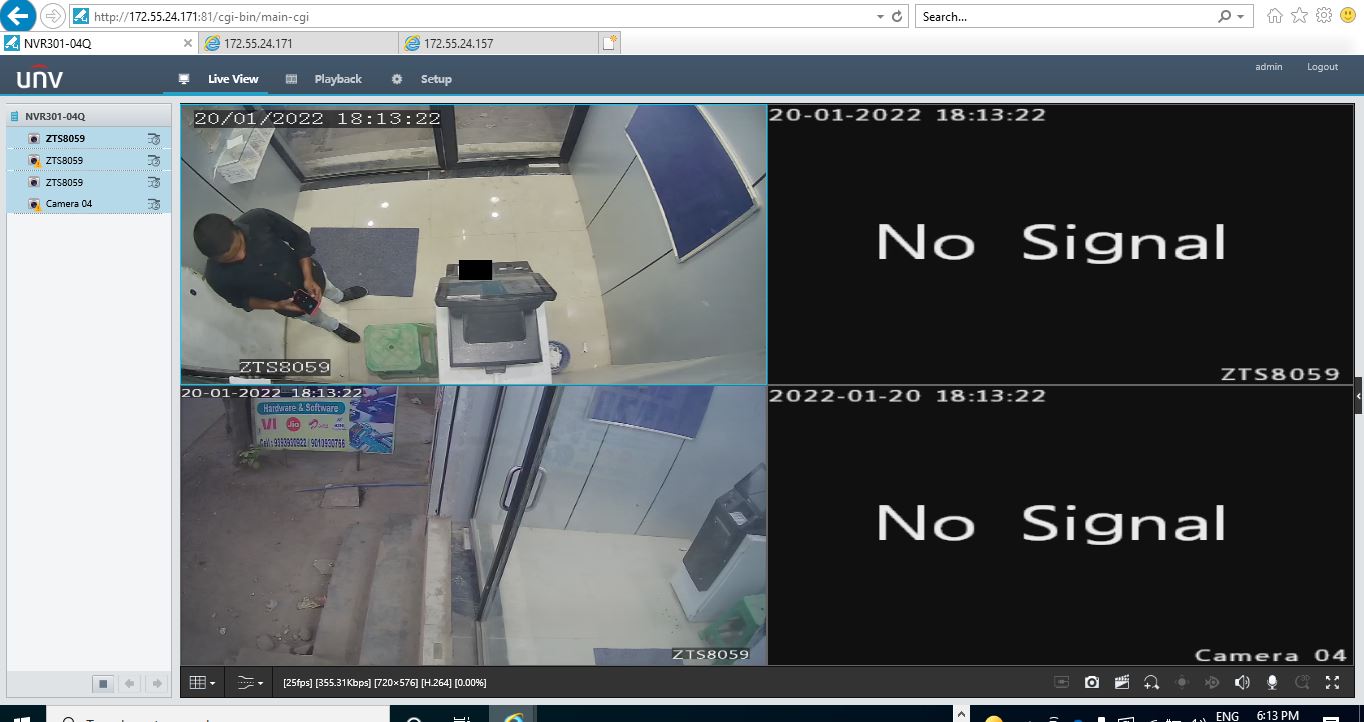 http://172.55.24.171:81/cgi-bin/main-cgi
Search...
NVR301-04Q
172.55.24.171
172.55.24.157
unv
Live View
Playback
Setup
admin
Logout
NVR301-04Q
ZTS8059
ZTS8059
ZTS8059
Camera 04
20/01/2022 18:13:22
ZTS8059
20-01-2022 18:13:22
No Signal
ZTS8059
20-01-2022 18:13:22
Hardware & Software
VI Jio
ZTS8059
2022-01-20 18:13:22
No Signal
Camera 04
[25fps] [355.31Kbps] [720×576] [H.264] [0.00%]
ENG
6:13 PM